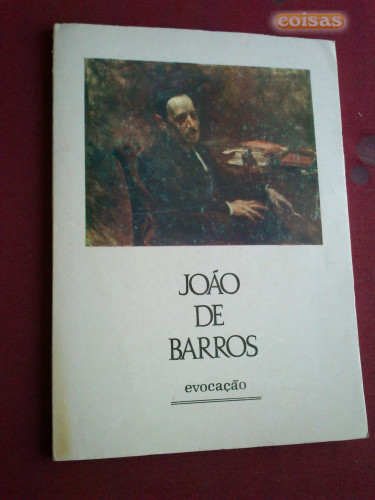 coisas
JOÃO
DE
BARROS
evocação